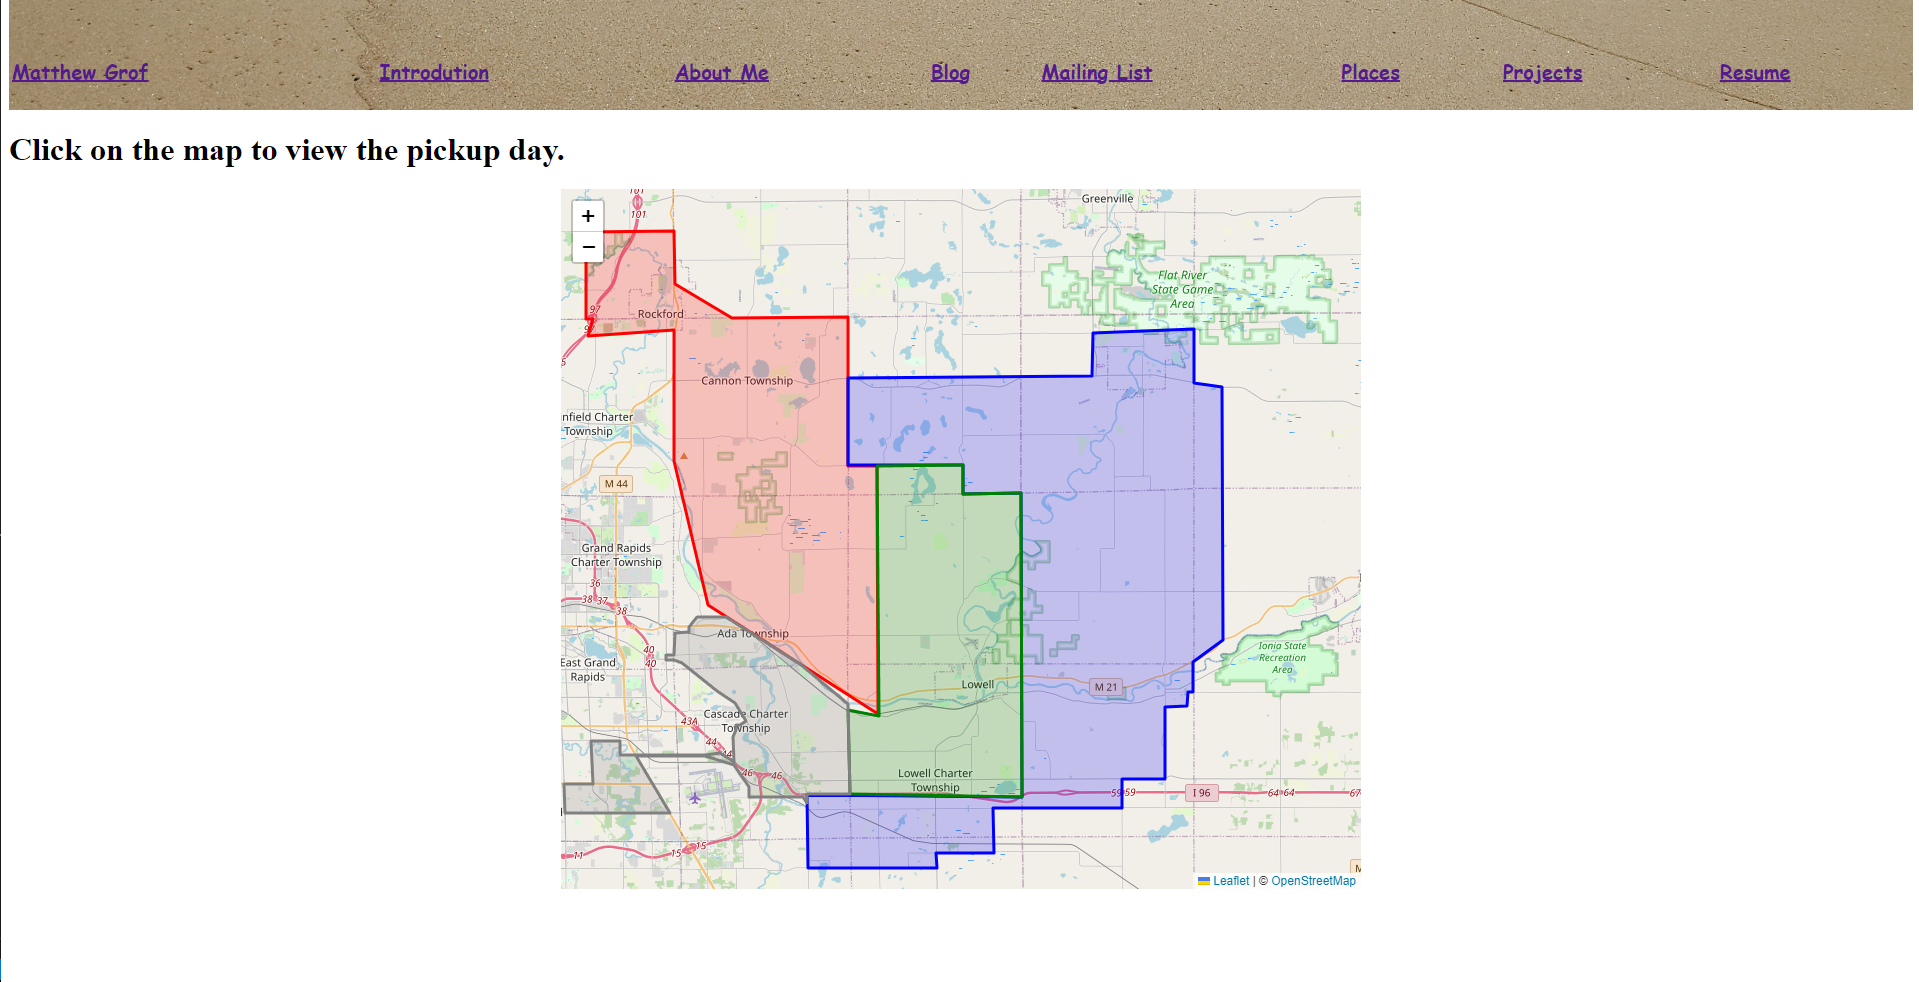 Matthew Grof Introdution About Me Blog Mailing List Places Projects Resume
Click on the map to view the pickup day.
+
−
101
101
Greenville
Flat River
State Game
Area
97
Rockford
Cannon Township
nfield Charter
Township
M 44
Grand Rapids
Charter Township
36
38 37
38
Ada Township
40
40
East Grand
Rapids
Ionia State
Recreation
Area
Lowell
M 21
Cascade Charter
Township
43A
44
44
46 46
Lowell Charter
Township
59 59
I 96
64 64
67
15 15
11
Leaflet | © OpenStreetMap